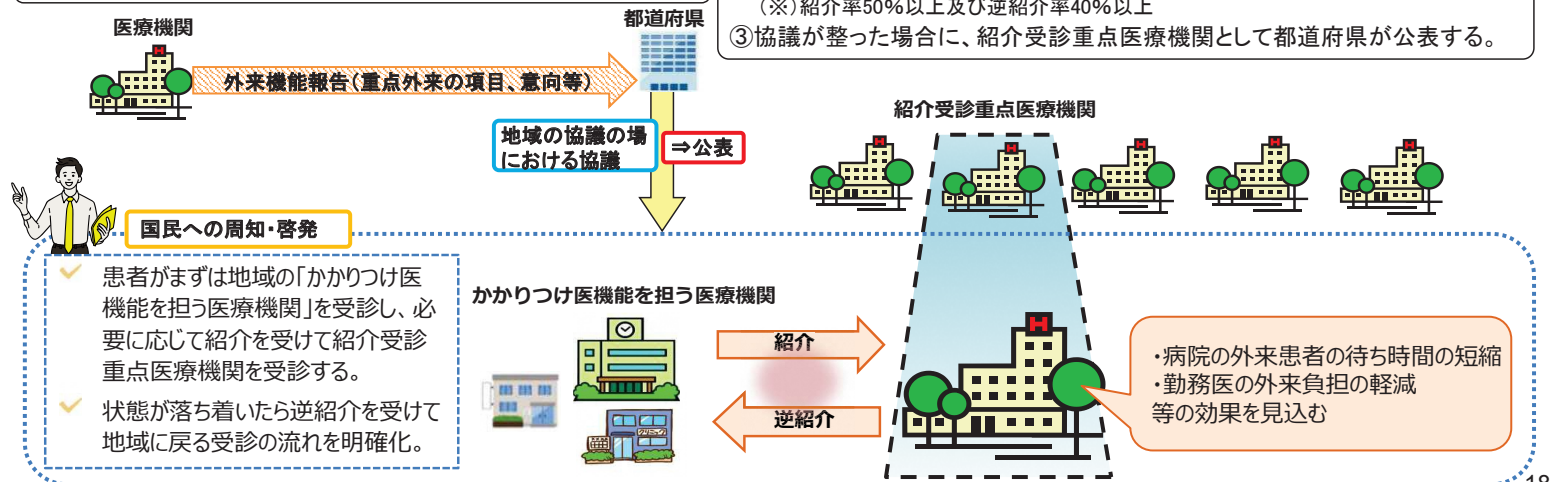 (※)紹介率50%以上及び逆紹介率40%以上
③協議が整った場合に、紹介受診重点医療機関として都道府県が公表する。
医療機関
都道府県
外来機能報告(重点外来の項目、意向等)
地域の協議の場
における協議
⇒公表
紹介受診重点医療機関
国民への周知・啓発
患者がまずは地域の「かかりつけ医
機能を担う医療機関」を受診し、必
要に応じて紹介を受けて紹介受診
重点医療機関を受診する。
状態が落ち着いたら逆紹介を受けて
地域に戻る受診の流れを明確化。
かかりつけ医機能を担う医療機関
クリニック
紹介
逆紹介
H
H
H
H
H
H
H
・病院の外来患者の待ち時間の短縮
・勤務医の外来負担の軽減
等の効果を見込む
18